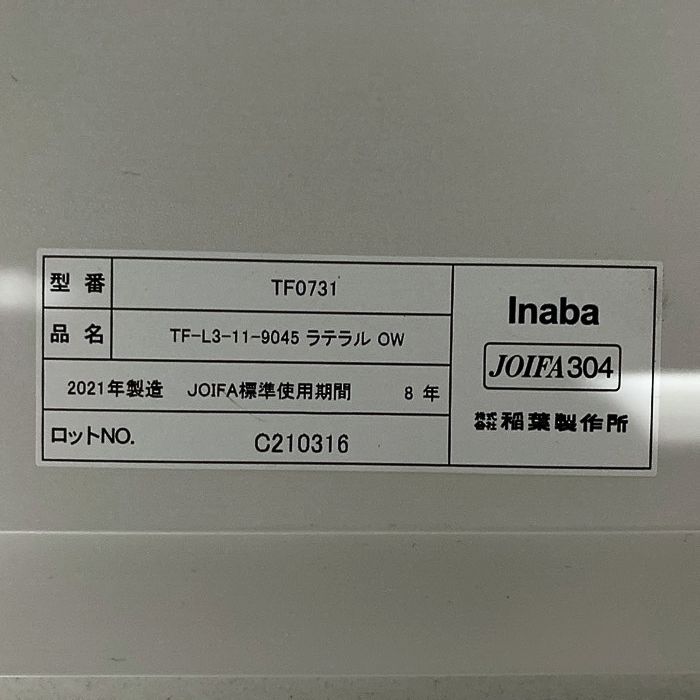 型番 TF0731
品名 TF-L3-11-9045 ラテラル OW
2021年製造 JOIFA標準使用期間 8 年
ロットNO. C210316
Inaba
JOIFA304
株式会社 稲葉製作所